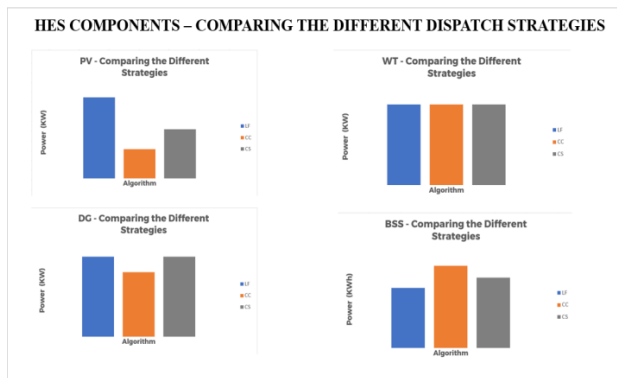 HES COMPONENTS – COMPARING THE DIFFERENT DISPATCH STRATEGIES
PV - Comparing the Different
Strategies
Power (KW)
LF
CC
CS
Algorithm
WT - Comparing the Different
Strategies
Power (KW)
LF
CC
CS
Algorithm
DG - Comparing the Different
Strategies
Power (KW)
LF
CC
CS
Algorithm
BSS - Comparing the Different
Strategies
Power (KWh)
LF
CC
CS
Algorithm